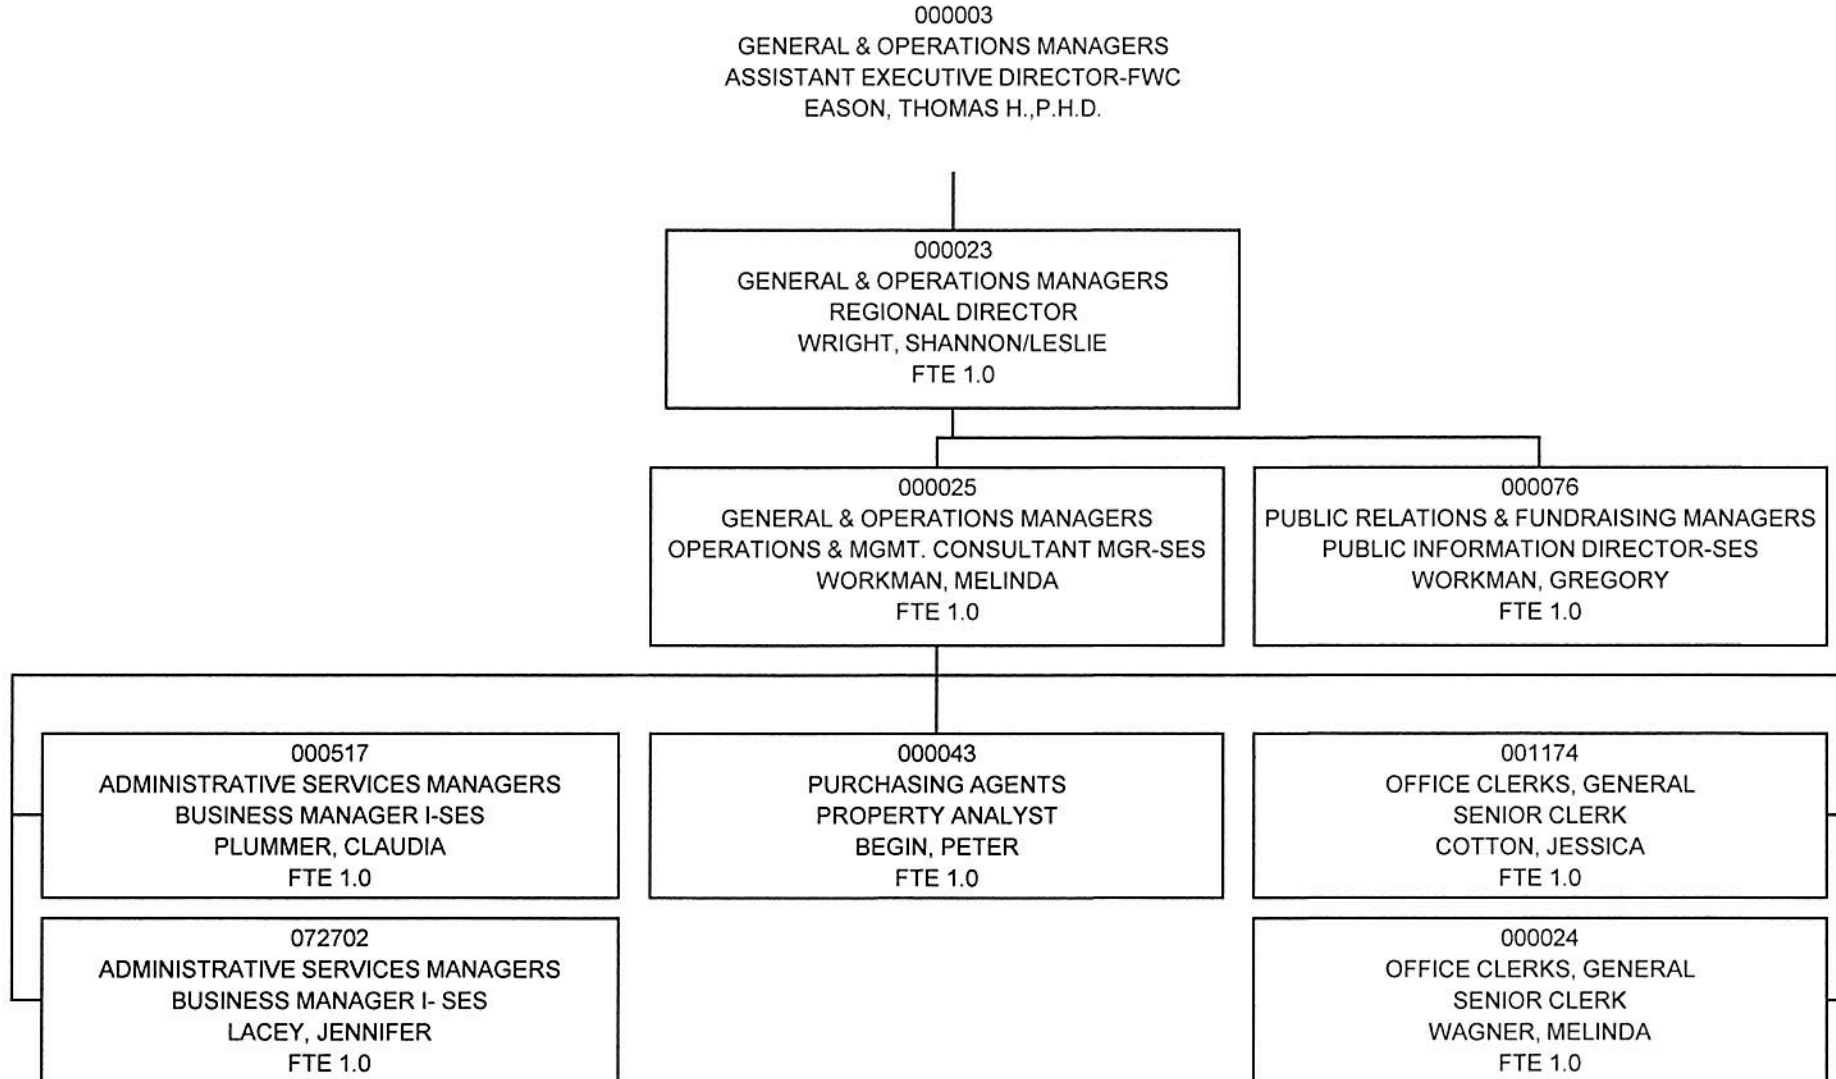 000003
GENERAL & OPERATIONS MANAGERS
ASSISTANT EXECUTIVE DIRECTOR-FWC
EASON, THOMAS H.,P.H.D.
000023
GENERAL & OPERATIONS MANAGERS
REGIONAL DIRECTOR
WRIGHT, SHANNON/LESLIE
FTE 1.0
000025
GENERAL & OPERATIONS MANAGERS
OPERATIONS & MGMT. CONSULTANT MGR-SES
WORKMAN, MELINDA
FTE 1.0
000076
PUBLIC RELATIONS & FUNDRAISING MANAGERS
PUBLIC INFORMATION DIRECTOR-SES
WORKMAN, GREGORY
FTE 1.0
000517
ADMINISTRATIVE SERVICES MANAGERS
BUSINESS MANAGER I-SES
PLUMMER, CLAUDIA
FTE 1.0
000043
PURCHASING AGENTS
PROPERTY ANALYST
BEGIN, PETER
FTE 1.0
001174
OFFICE CLERKS, GENERAL
SENIOR CLERK
COTTON, JESSICA
FTE 1.0
072702
ADMINISTRATIVE SERVICES MANAGERS
BUSINESS MANAGER I- SES
LACEY, JENNIFER
FTE 1.0
000024
OFFICE CLERKS, GENERAL
SENIOR CLERK
WAGNER, MELINDA
FTE 1.0